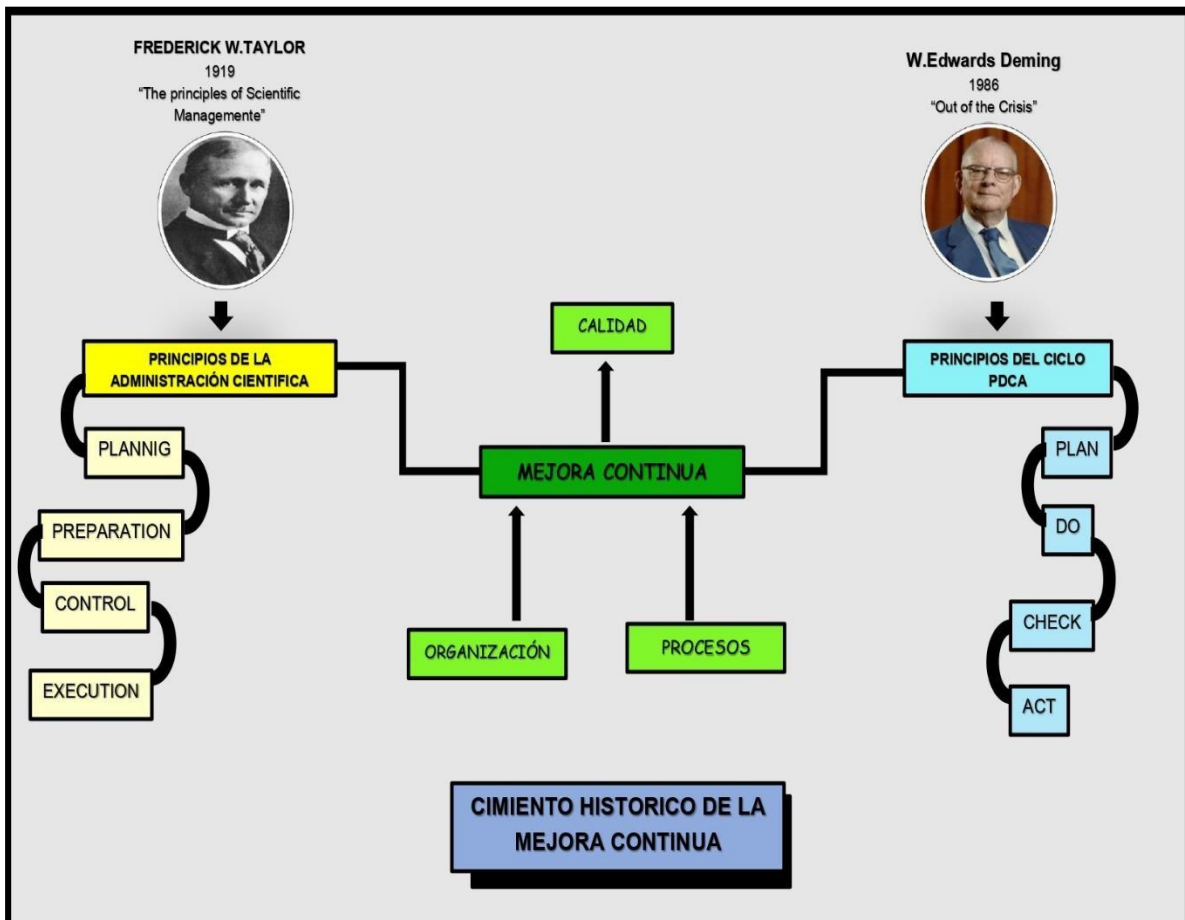 FREDERICK W.TAYLOR
1919
“The principles of Scientific
Managemente”
W.Edwards Deming
1986
“Out of the Crisis”
PRINCIPIOS DE LA
ADMINISTRACIÓN CIENTIFICA
PLANNIG
PREPARATION
CONTROL
EXECUTION
CALIDAD
MEJORA CONTINUA
ORGANIZACIÓN
PROCESOS
PRINCIPIOS DEL CICLO
PDCA
PLAN
DO
CHECK
ACT
CIMIENTO HISTORICO DE LA
MEJORA CONTINUA